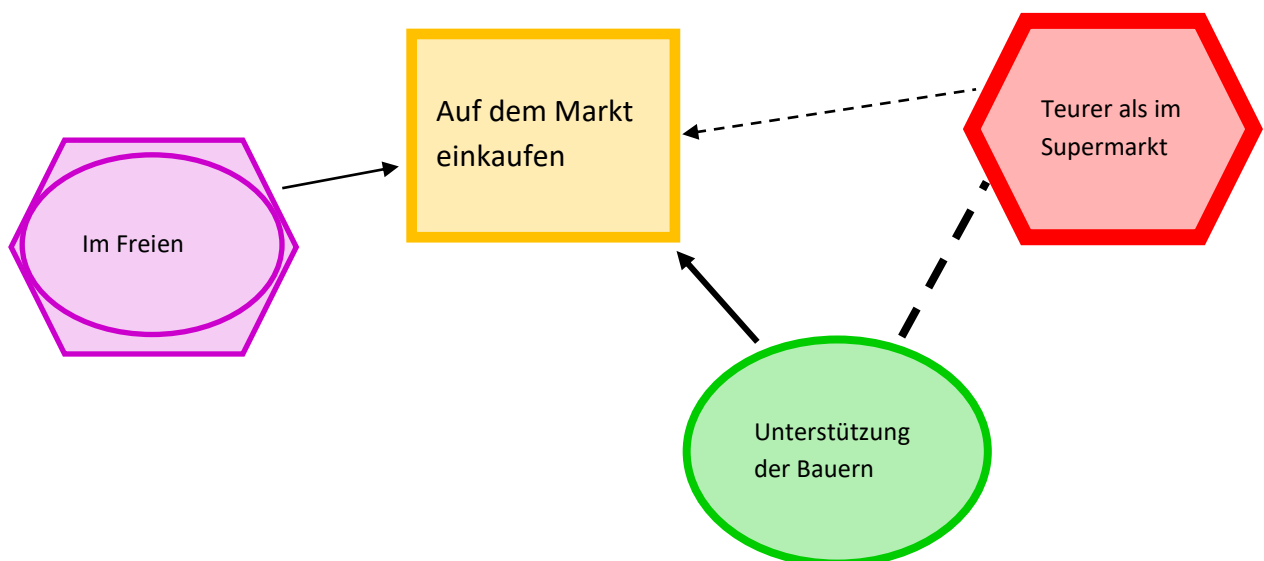 Auf dem Markt
einkaufen
Teurer als im
Supermarkt
Im Freien
Unterstützung
der Bauern